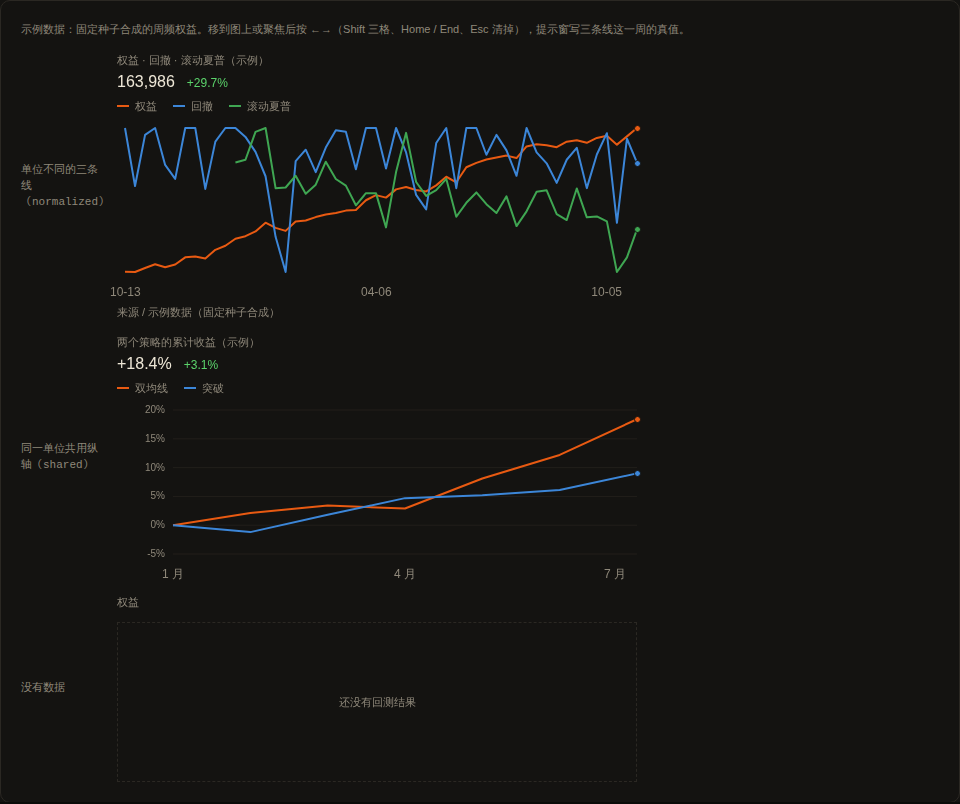 示例数据：固定种子合成的周频权益。移到图上或聚焦后按 ←→（Shift 三格、Home / End、Esc 清掉），提示窗写三条线这一周的真值。
权益 · 回撤 · 滚动夏普（示例）
163,986 +29.7%
权益 回撤 滚动夏普
单位不同的三条
线
（normalized）
10-13 04-06 10-05
来源 / 示例数据（固定种子合成）
两个策略的累计收益（示例）
+18.4% +3.1%
双均线 突破
20%
15%
10%
5%
0%
-5%
同一单位共用纵
轴（shared）
1 月 4 月 7 月
权益
没有数据
还没有回测结果